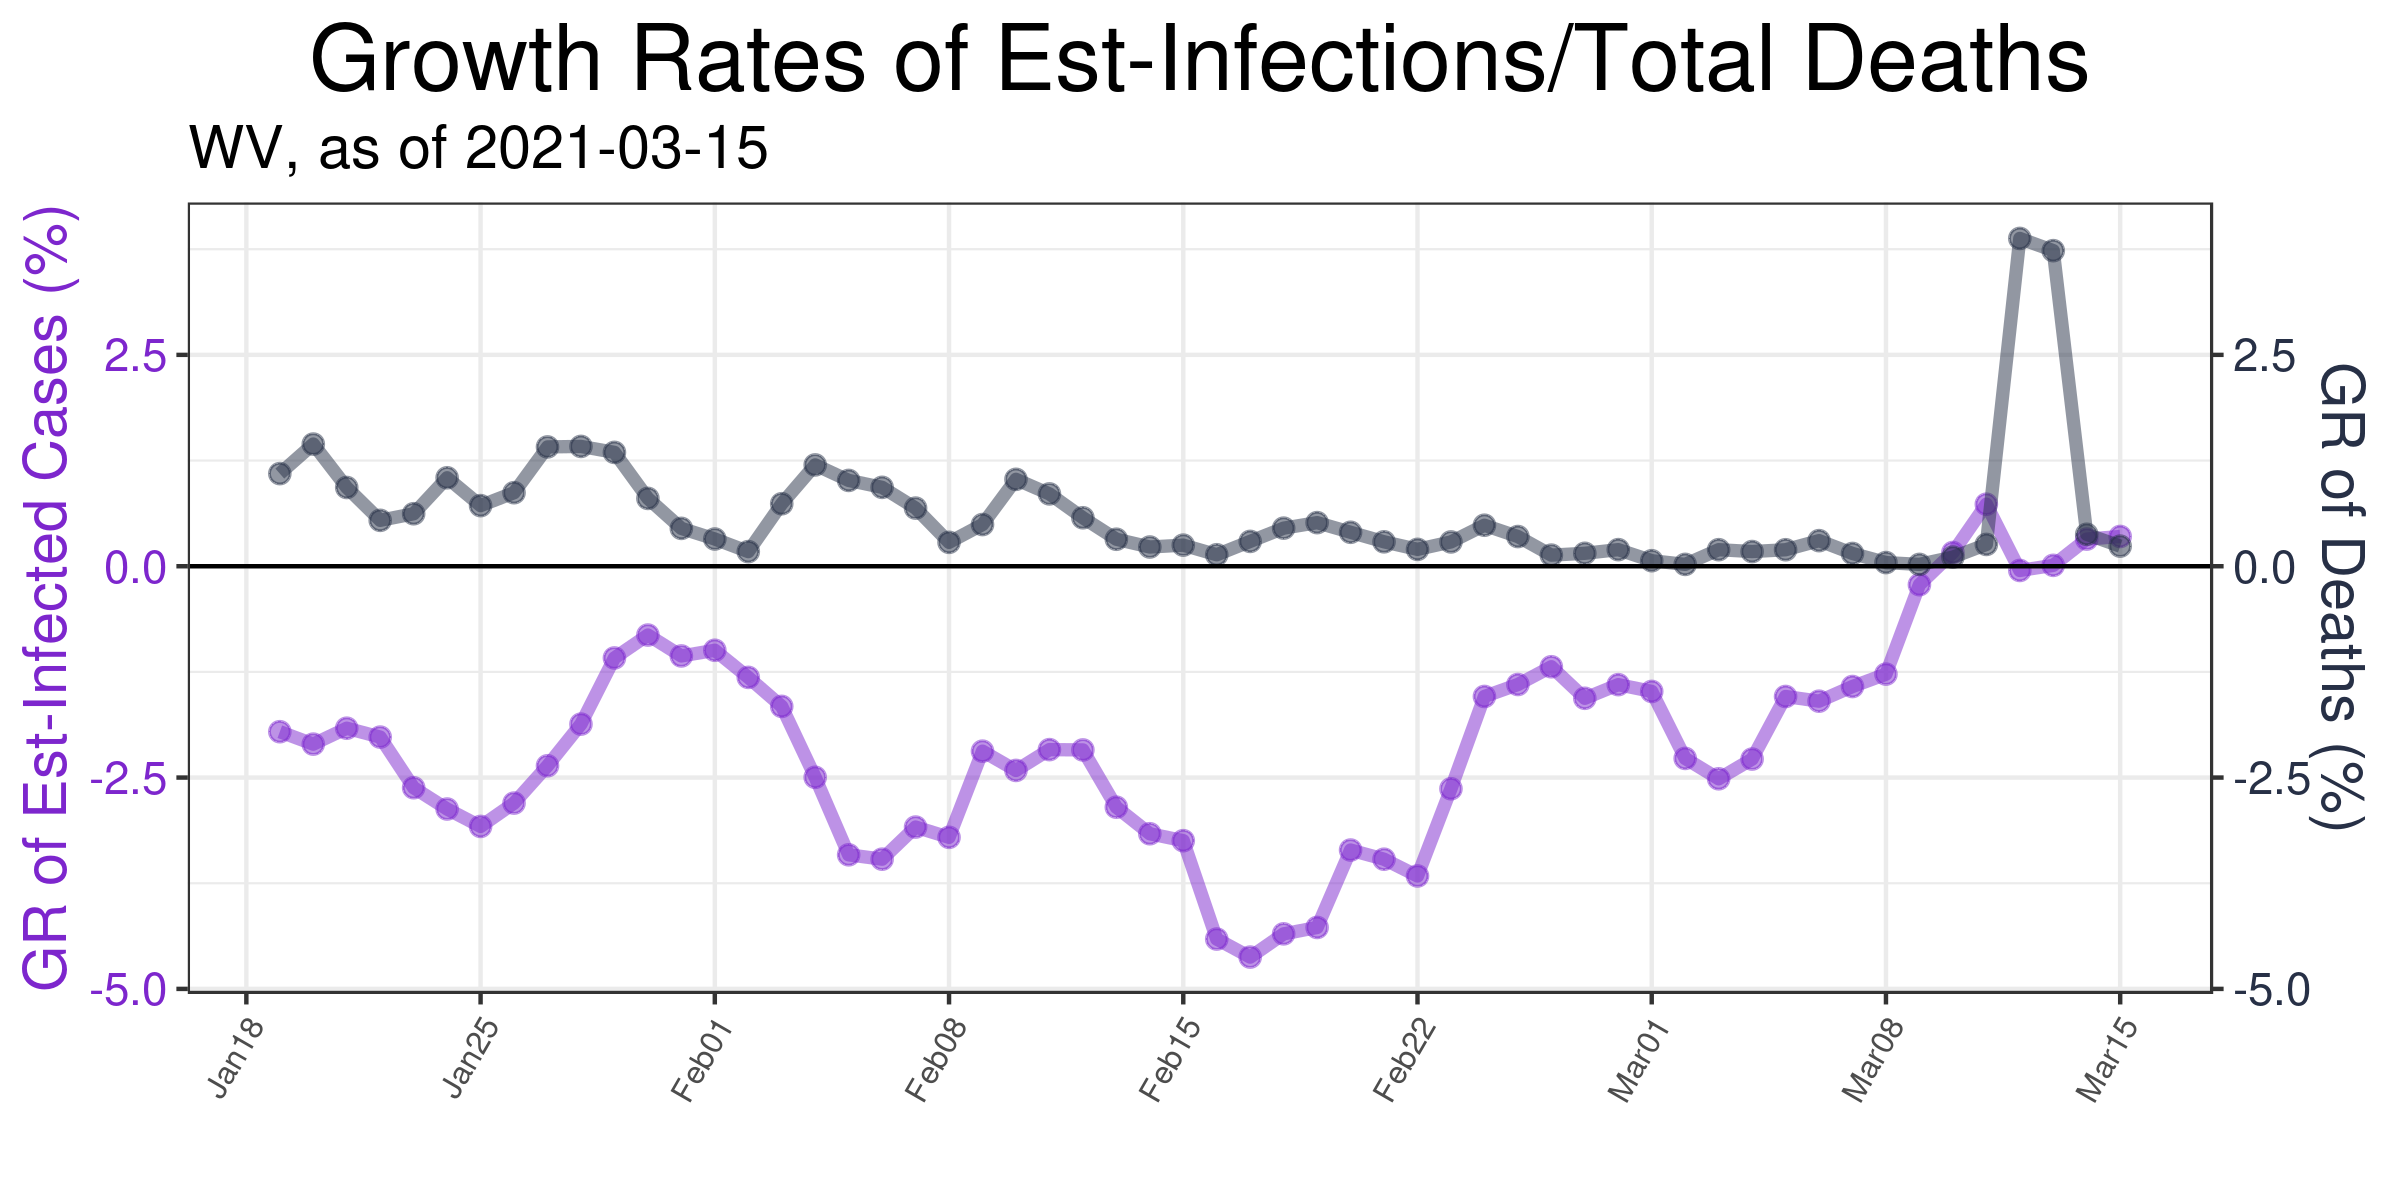 Growth Rates of Est-Infections/Total Deaths
WV, as of 2021-03-15
GR of Est-Infected Cases (%)
2.5
0.0
-2.5
-5.0
2.5
0.0
-2.5
-5.0
GR of Deaths (%)
Jan18
Jan25
Feb01
Feb08
Feb15
Feb22
Mar01
Mar08
Mar15